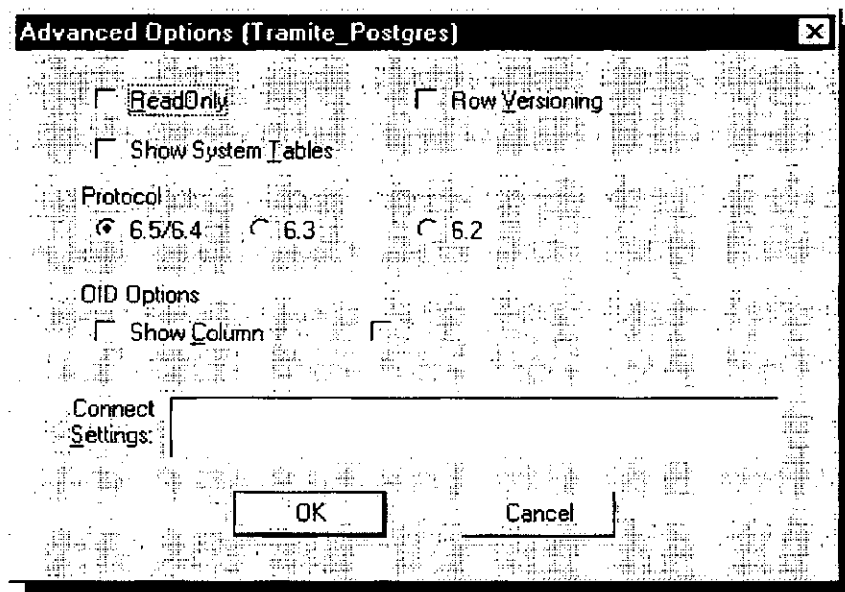 Advanced Options (Tramite_Postgres)
ReadOnly
Row Versioning
Show System Tables
Protocol
6.5/6.4
6.3
6.2
OID Options
Show Column
Connect
Settings:
OK
Cancel